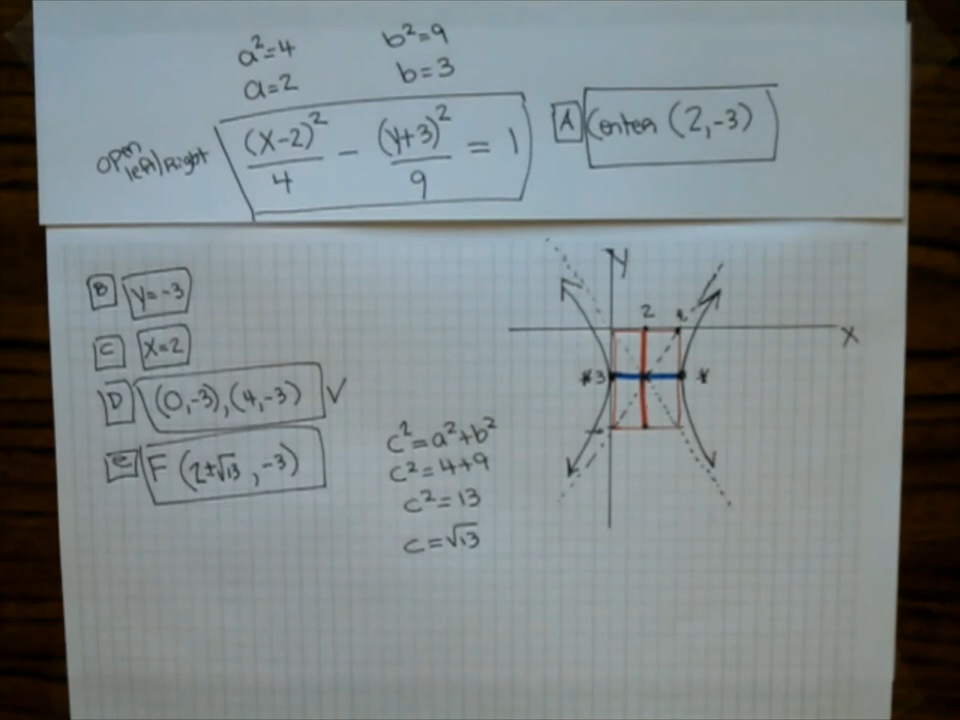 a²=4 b²=9
a=2 b=3
open left/Right (x-2)²/4 - (y+3)²/9 = 1 A Center (2,-3)
B y=-3
C x=2
D (0,-3),(4,-3) V
E F (2±√13, -3)
c²=a²+b²
c²=4+9
c²=13
c=√13
y
2
x
-3